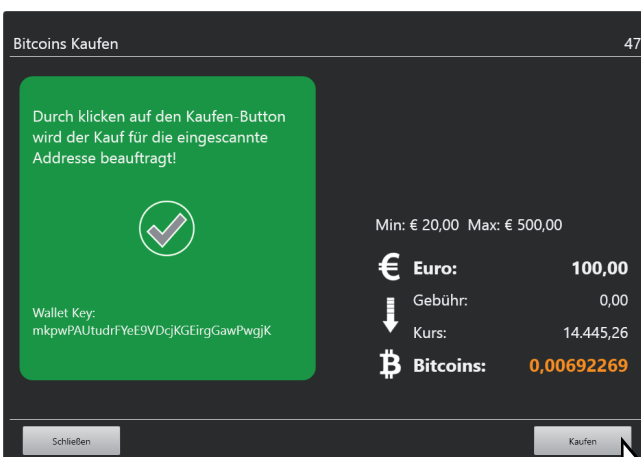 Bitcoins Kaufen 47
Durch klicken auf den Kaufen-Button
wird der Kauf für die eingescannte
Addresse beauftragt!
Wallet Key:
mkpwPAUtudrFYeE9VDcjKGEirgGawPwgjK
Min: € 20,00 Max: € 500,00
€ Euro: 100,00
Gebühr: 0,00
Kurs: 14.445,26
₿ Bitcoins: 0,00692269
Schließen Kaufen